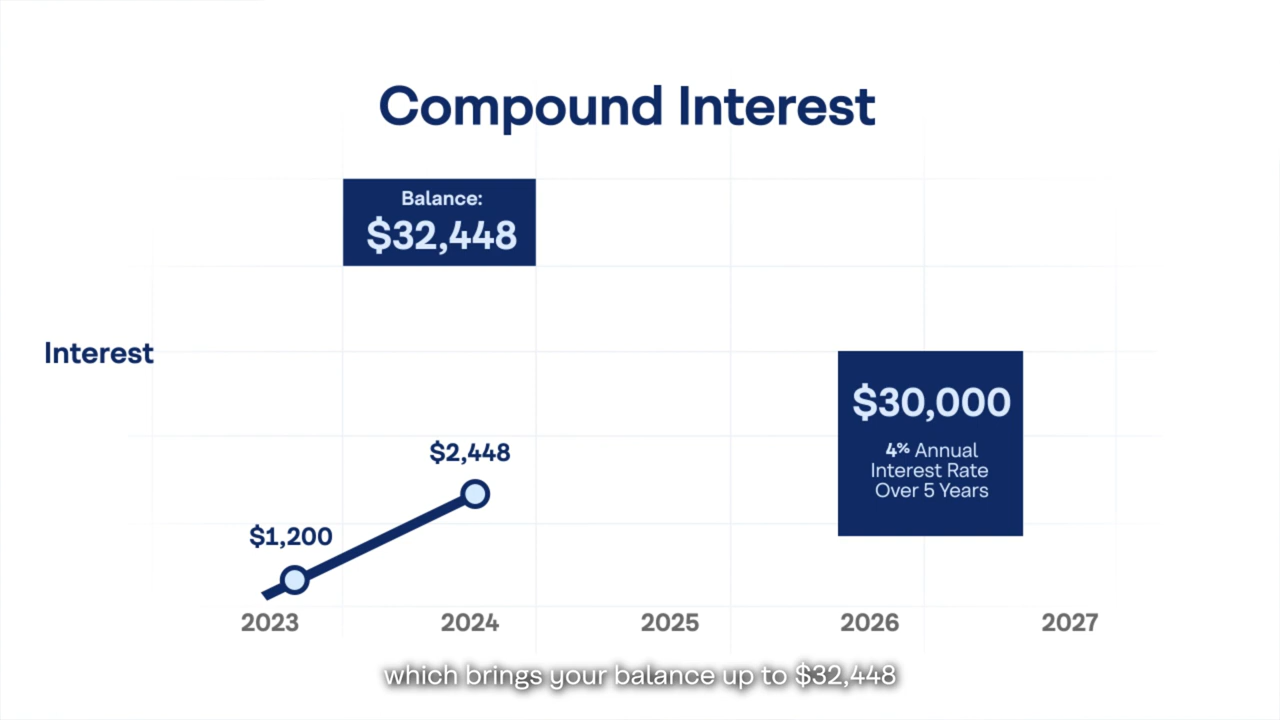 Compound Interest
Balance:
$32,448
Interest
$30,000
4% Annual
Interest Rate
Over 5 Years
$2,448
$1,200
2023 2024 2025 2026 2027
which brings your balance up to $32,448